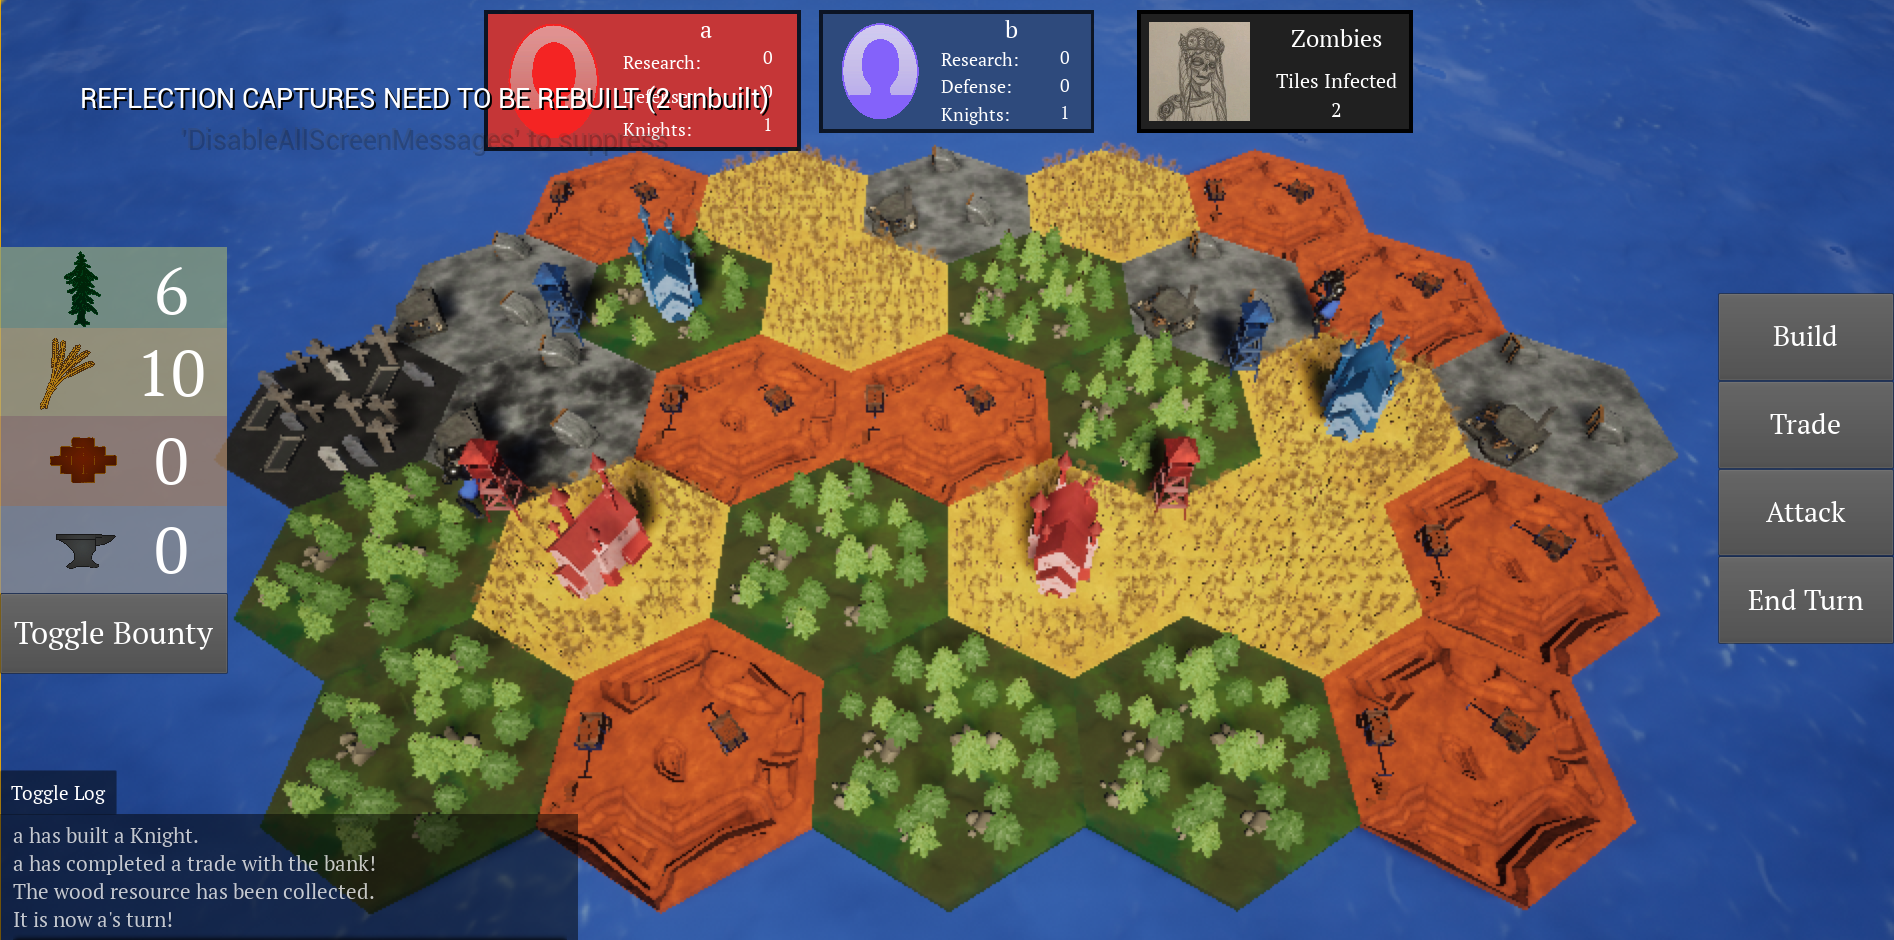 a
Research: 0
Defense: 0
Knights: 1
b
Research: 0
Defense: 0
Knights: 1
Zombies
Tiles Infected
2
REFLECTION CAPTURES NEED TO BE REBUILT (2 unbuilt)
'DisableAllScreenMessages' to suppress
6
10
0
0
Toggle Bounty
Build
Trade
Attack
End Turn
Toggle Log
a has built a Knight.
a has completed a trade with the bank!
The wood resource has been collected.
It is now a's turn!